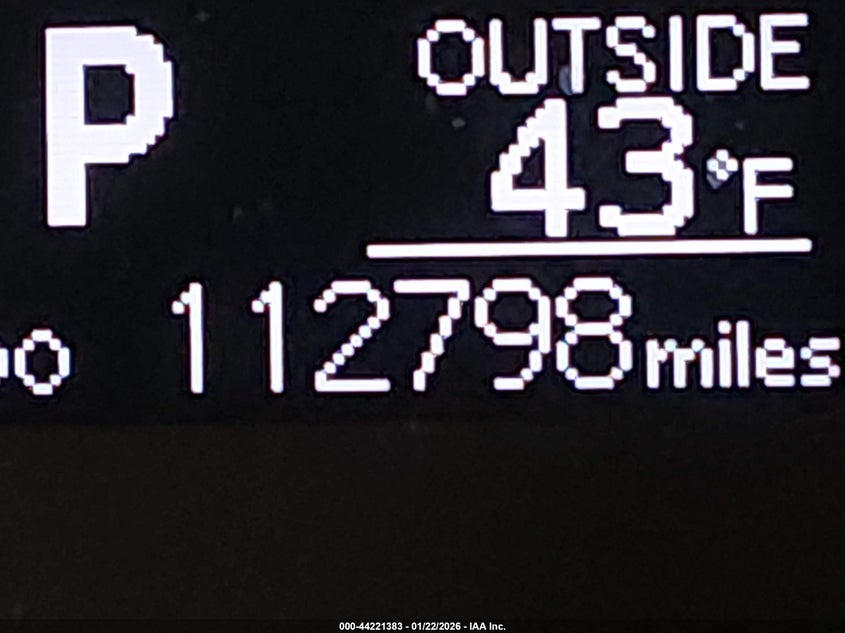 P
OUTSIDE
43°F
o 112798 miles
000-44221383 - 01/22/2026 - IAA Inc.